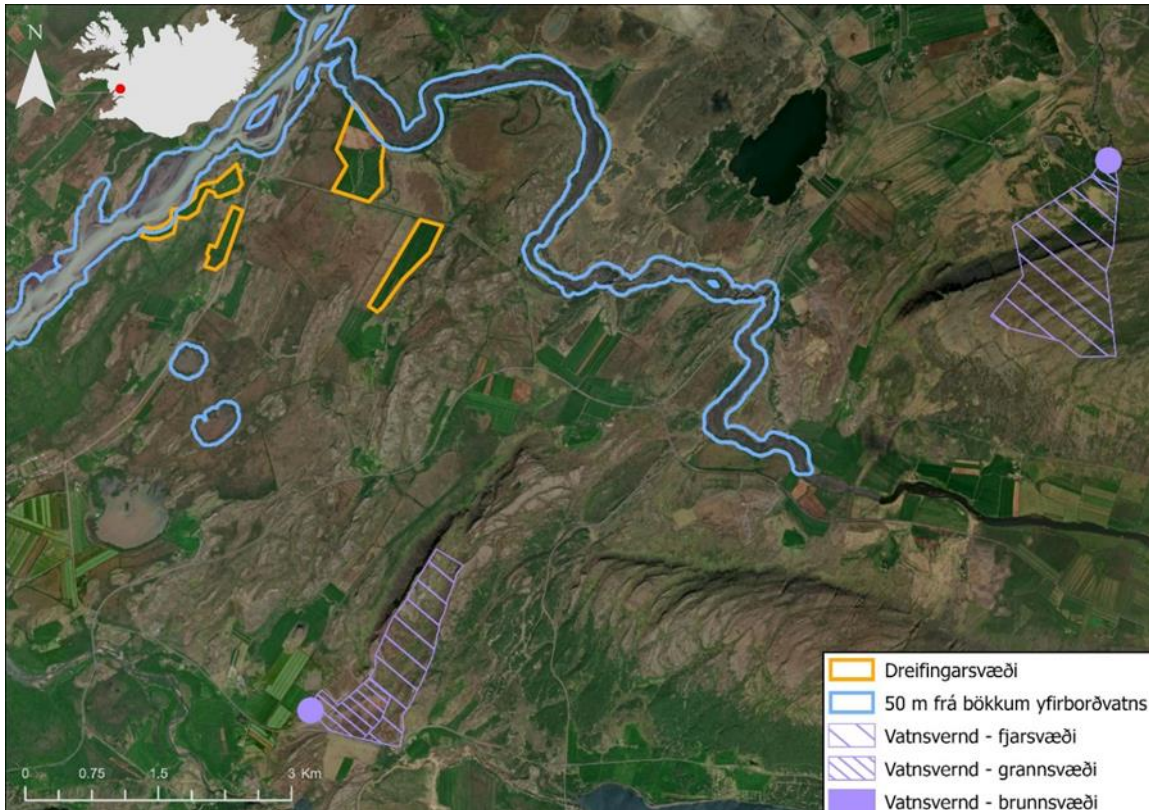 N
Dreifingarsvæði
50 m frá bökkum yfirborðvatns
Vatnsvernd - fjarsvæði
Vatnsvernd - grannsvæði
Vatnsvernd - brunnsvæði
0 0.75 1.5 3 Km